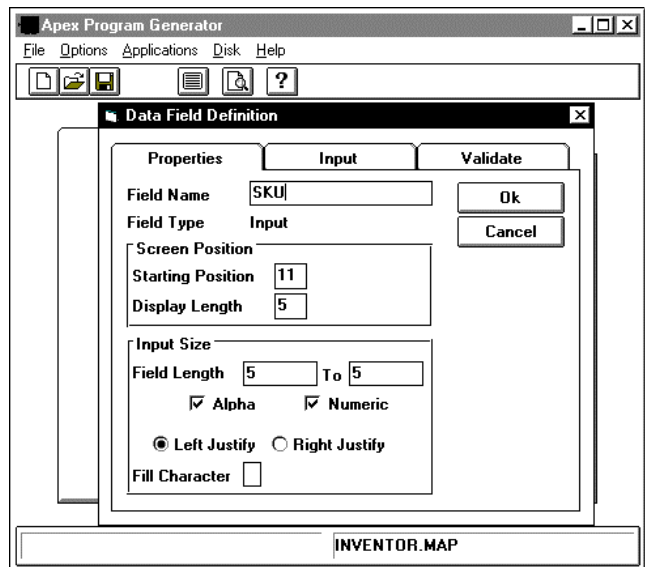 Apex Program Generator
File Options Applications Disk Help
?
Data Field Definition
Properties Input Validate
Field Name SKU
Ok
Field Type Input
Cancel
Screen Position
Starting Position 11
Display Length 5
Input Size
Field Length 5 To 5
Alpha Numeric
Left Justify Right Justify
Fill Character
INVENTOR.MAP